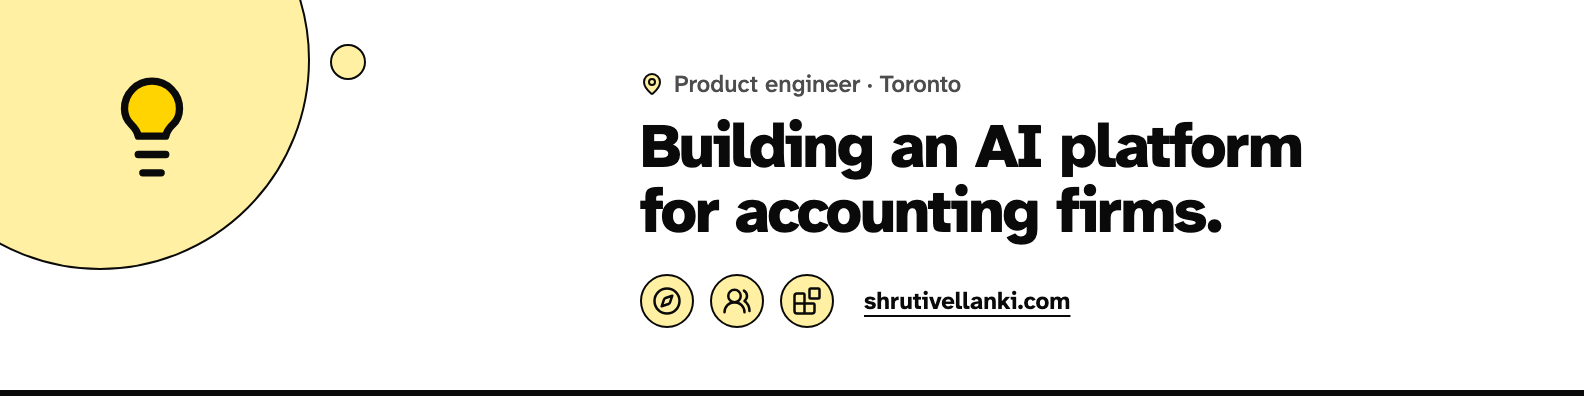 Product engineer · Toronto
Building an AI platform
for accounting firms.
shrutivellanki.com